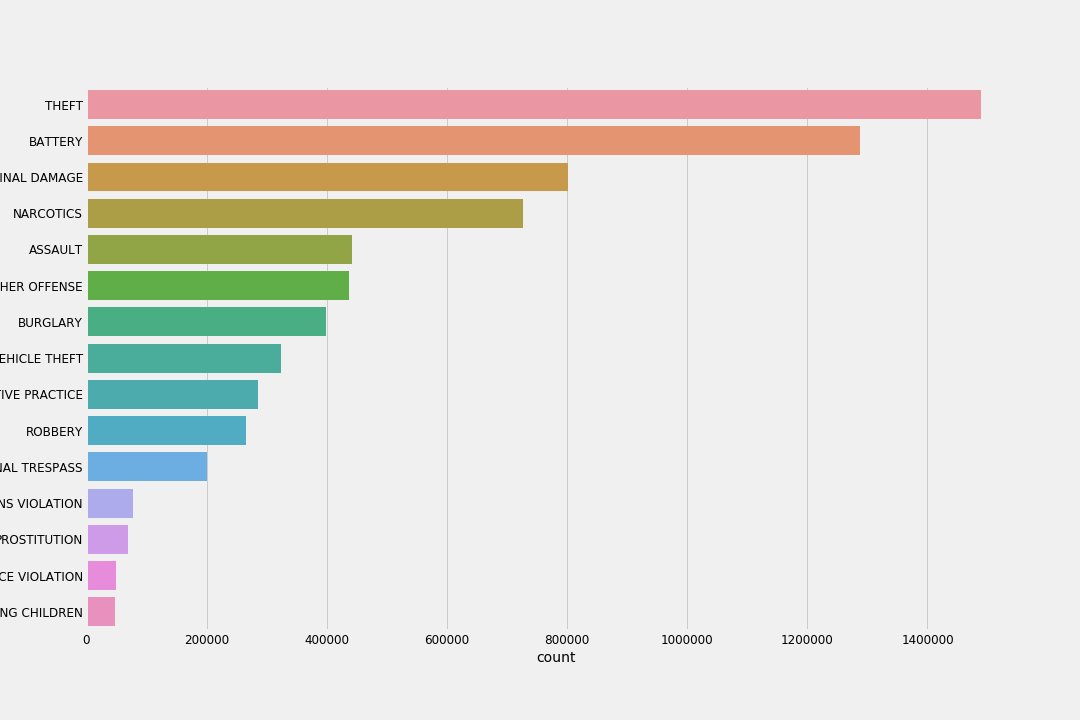 THEFT
BATTERY
INAL DAMAGE
NARCOTICS
ASSAULT
HER OFFENSE
BURGLARY
EHICLE THEFT
TIVE PRACTICE
ROBBERY
NAL TRESPASS
NS VIOLATION
PROSTITUTION
CE VIOLATION
NG CHILDREN
0 200000 400000 600000 800000 1000000 1200000 1400000
count